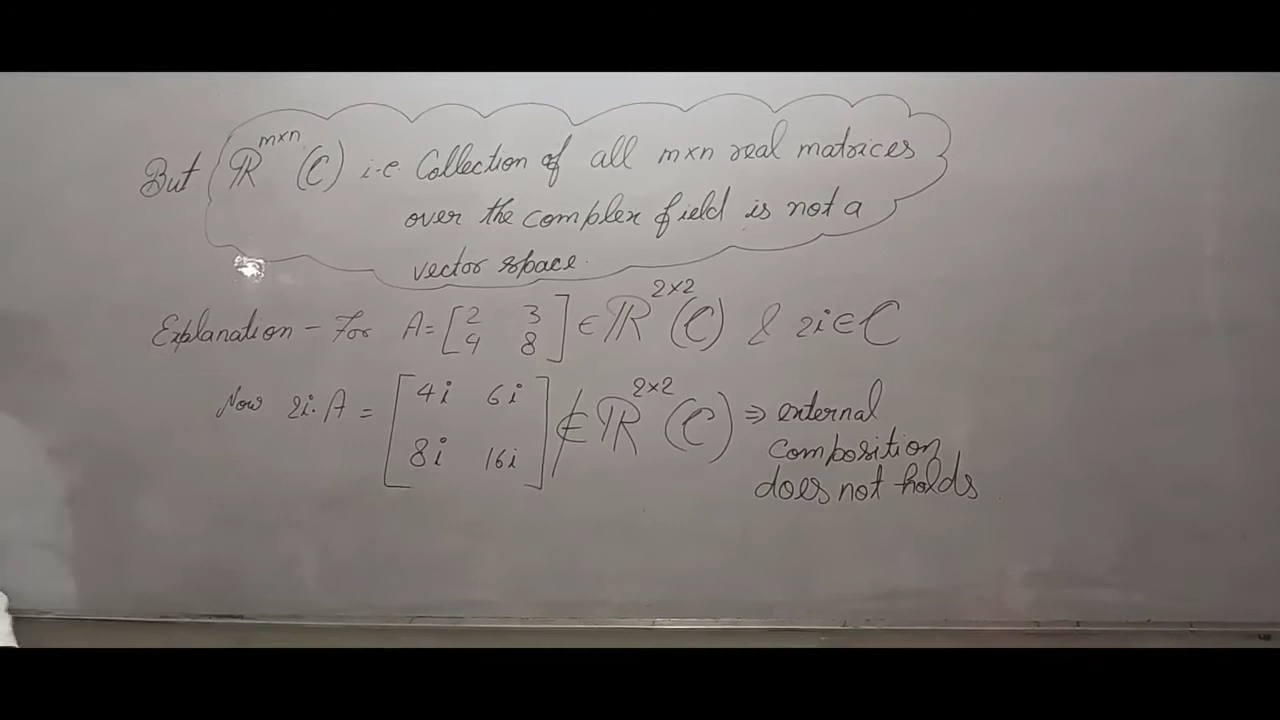 But ℝ^{m×n}(ℂ) i.e. Collection of all m×n real matrices
over the complex field is not a
vector space.
Explanation - For A = [2 3; 4 8] ∈ ℝ^{2×2}(ℂ) & 2i ∈ ℂ
Now 2i.A = [4i 6i; 8i 16i] ∉ ℝ^{2×2}(ℂ) ⇒ external
composition
does not holds.